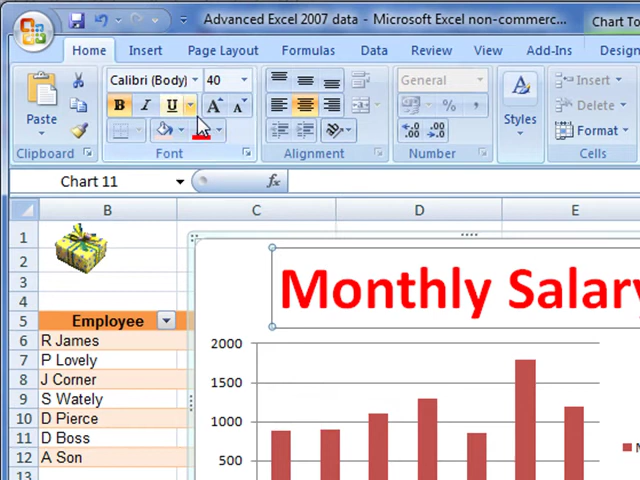 Advanced Excel 2007 data - Microsoft Excel non-commerc...
Chart To
Home Insert Page Layout Formulas Data Review View Add-Ins Design
Calibri (Body) 40
General
Insert
B I U A A
% ,
Delete
Paste
Styles
Format
Clipboard Font Alignment Number Cells
Chart 11 fx
B C D E
1
2
3
4
5 Employee
6 R James
7 P Lovely
8 J Corner
9 S Wately
10 D Pierce
11 D Boss
12 A Son
13
Monthly Salary
2000
1500
1000
500